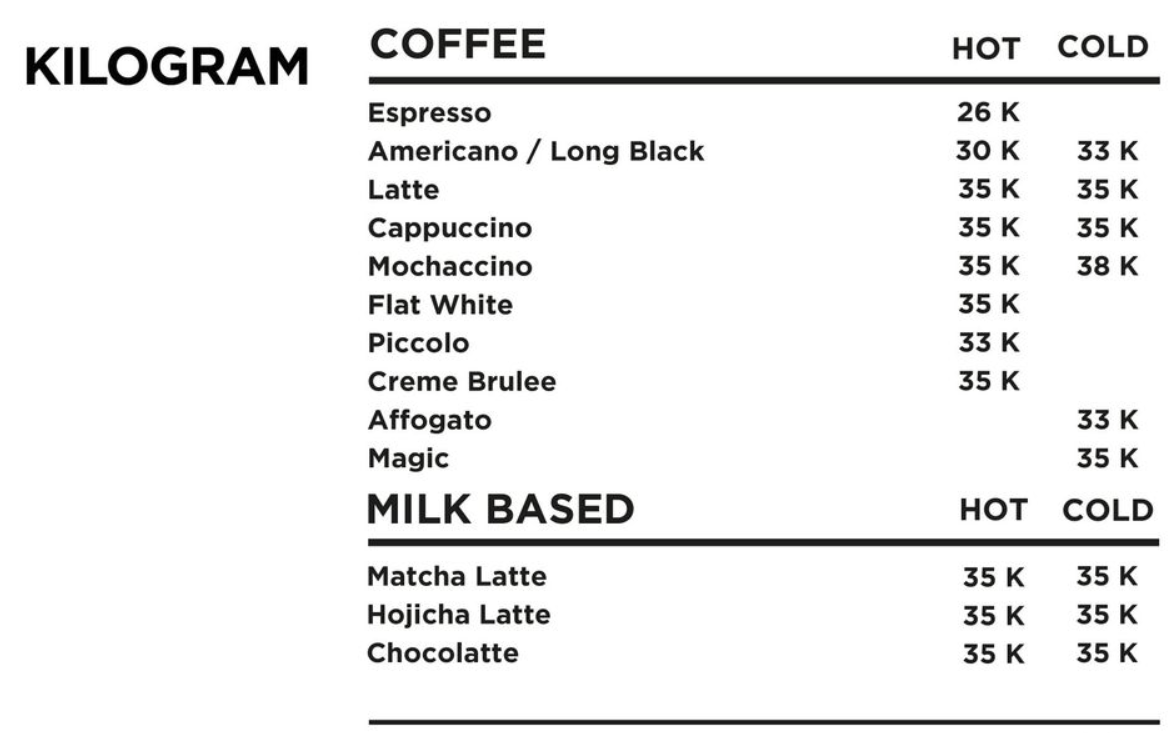 KILOGRAM
COFFEE HOT COLD
Espresso 26 K
Americano / Long Black 30 K 33 K
Latte 35 K 35 K
Cappuccino 35 K 35 K
Mochaccino 35 K 38 K
Flat White 35 K
Piccolo 33 K
Creme Brulee 35 K
Affogato 33 K
Magic 35 K
MILK BASED HOT COLD
Matcha Latte 35 K 35 K
Hojicha Latte 35 K 35 K
Chocolatte 35 K 35 K